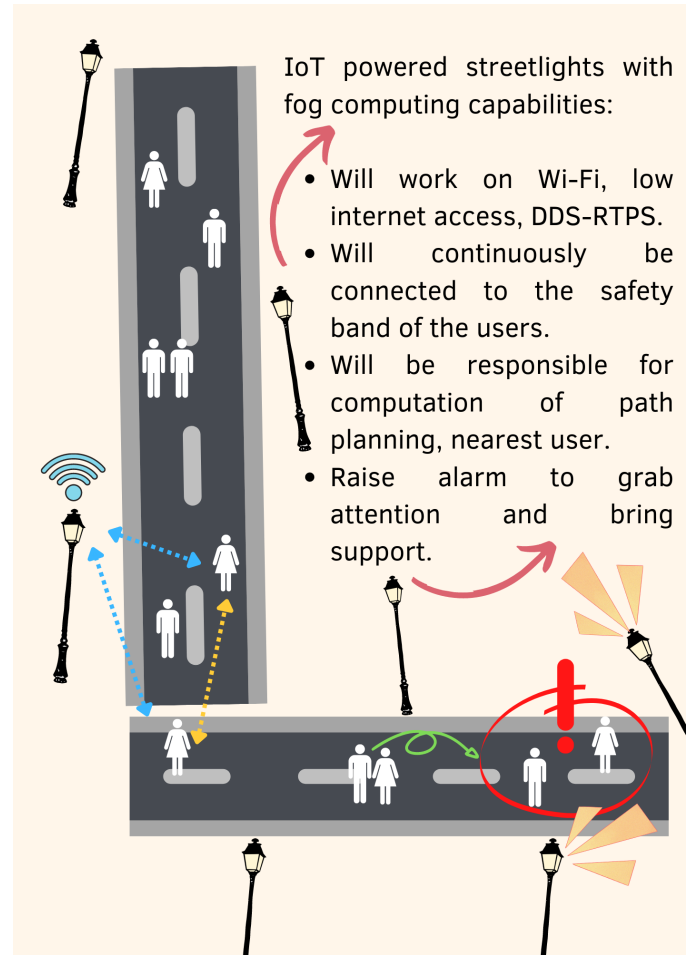 IoT powered streetlights with
fog computing capabilities:
• Will work on Wi-Fi, low
internet access, DDS-RTPS.
• Will continuously be
connected to the safety
band of the users.
• Will be responsible for
computation of path
planning, nearest user.
• Raise alarm to grab
attention and bring
support.